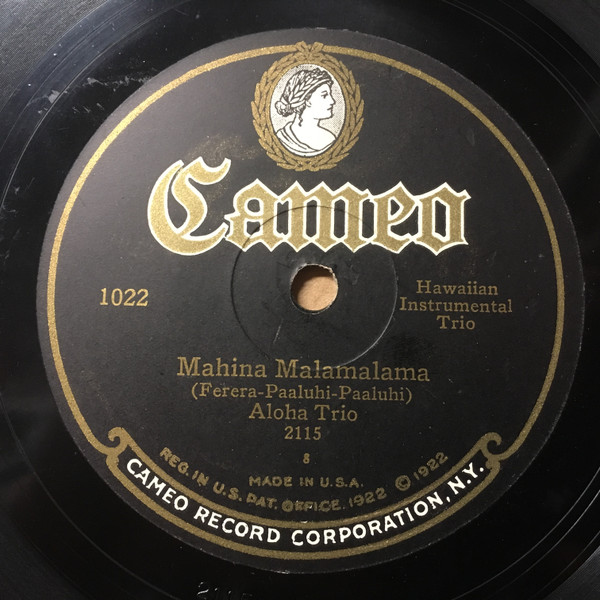 Cameo
1022
Hawaiian
Instrumental
Trio
Mahina Malamalama
(Ferera-Paaluhi-Paaluhi)
Aloha Trio
2115
8
MADE IN U.S.A.
REG. IN U.S. PAT. OFFICE. 1922 © 1922
CAMEO RECORD CORPORATION, N.Y.